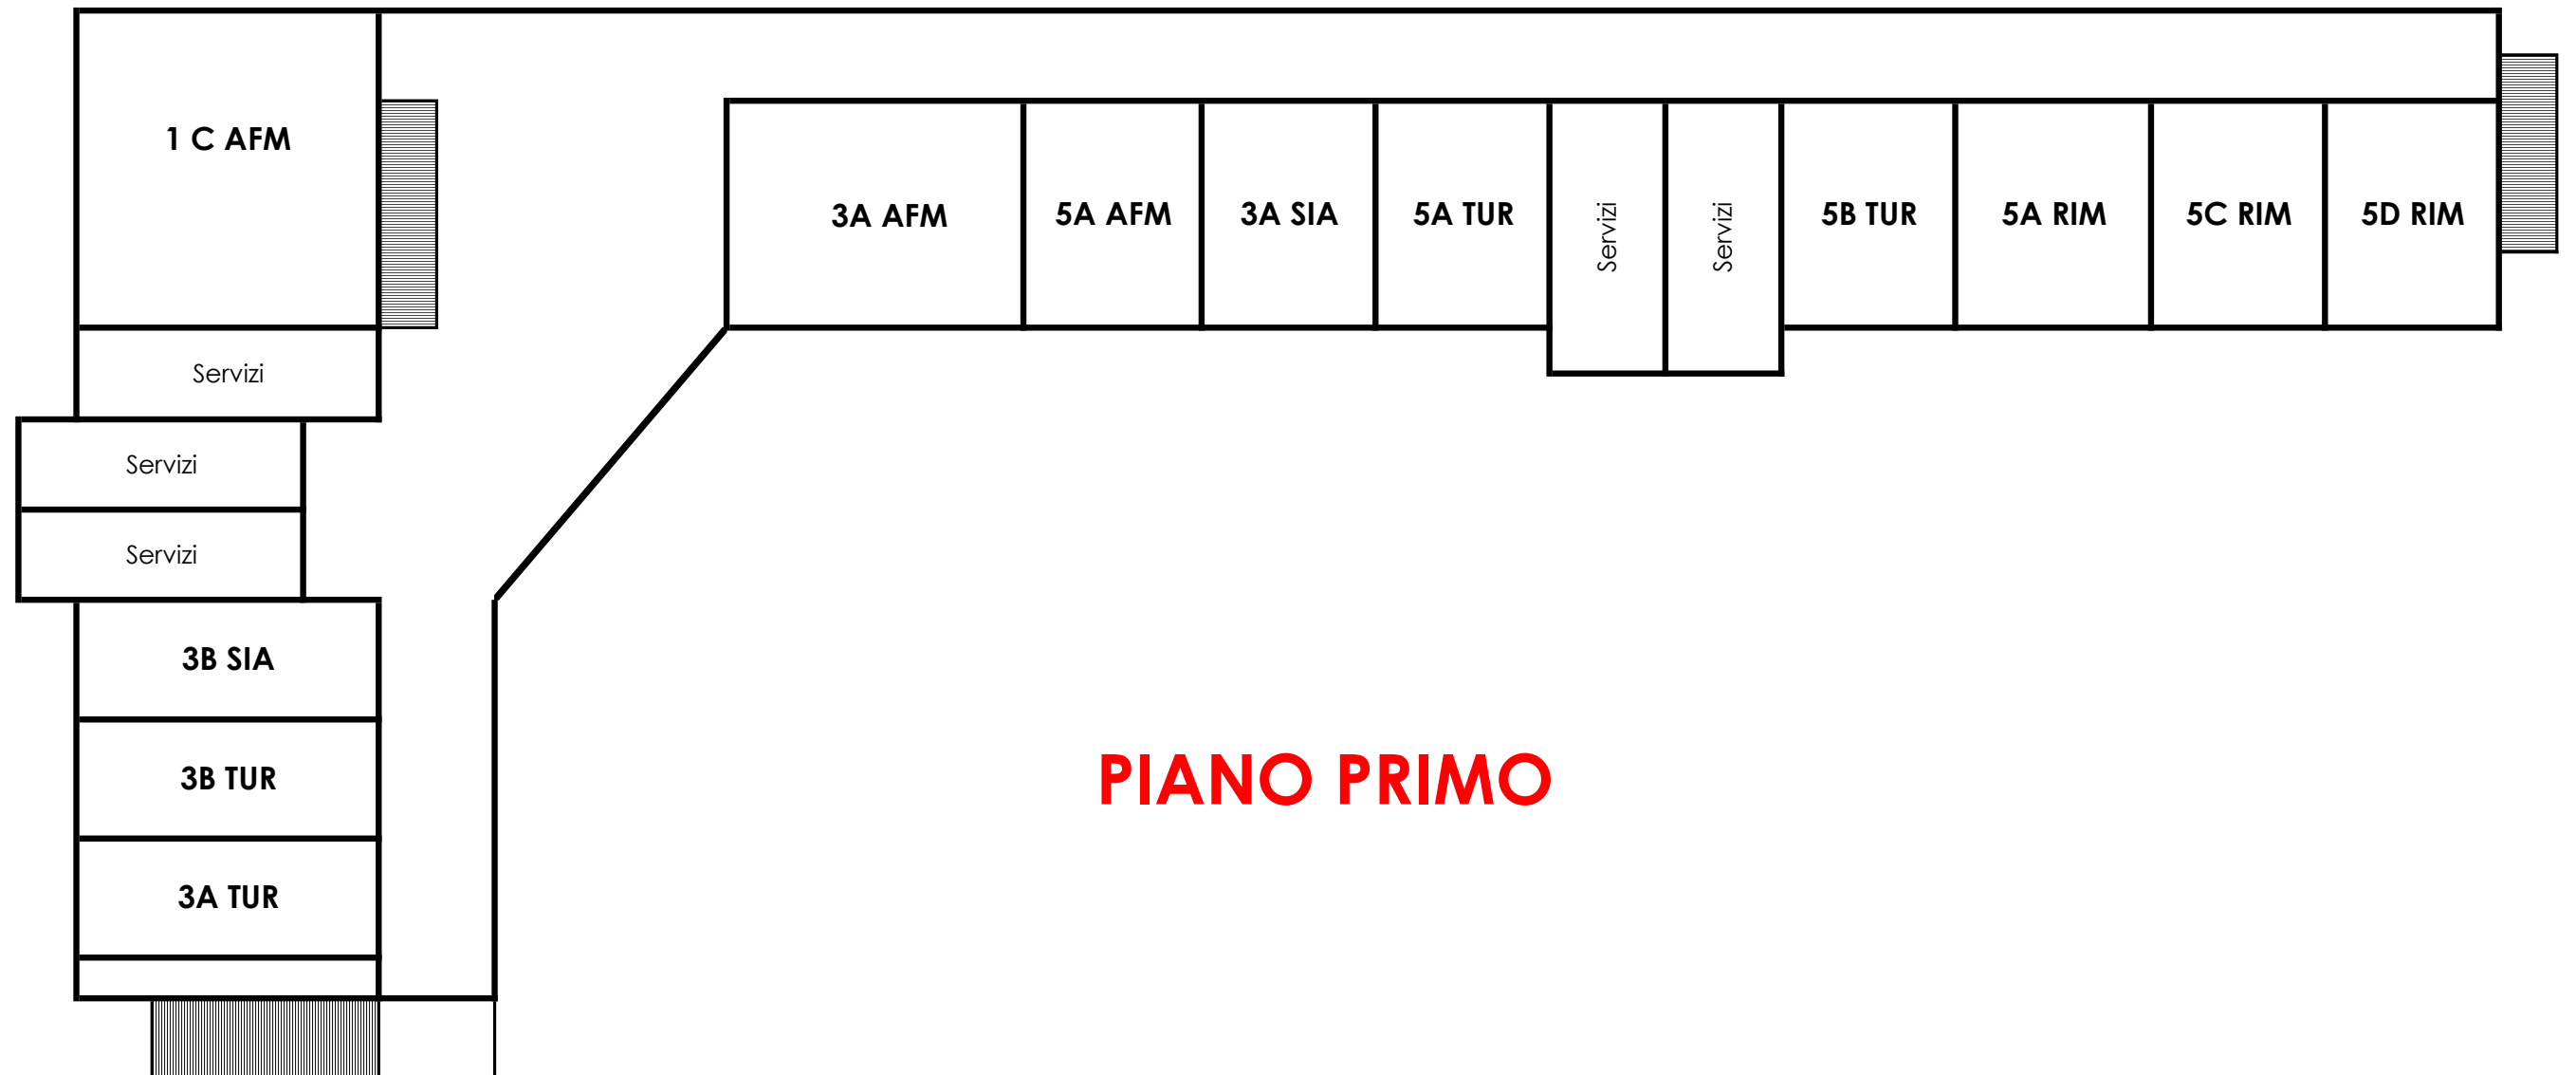 1 C AFM
3A AFM
5A AFM
3A SIA
5A TUR
Servizi
Servizi
5B TUR
5A RIM
5C RIM
5D RIM
Servizi
Servizi
Servizi
3B SIA
3B TUR
3A TUR
PIANO PRIMO